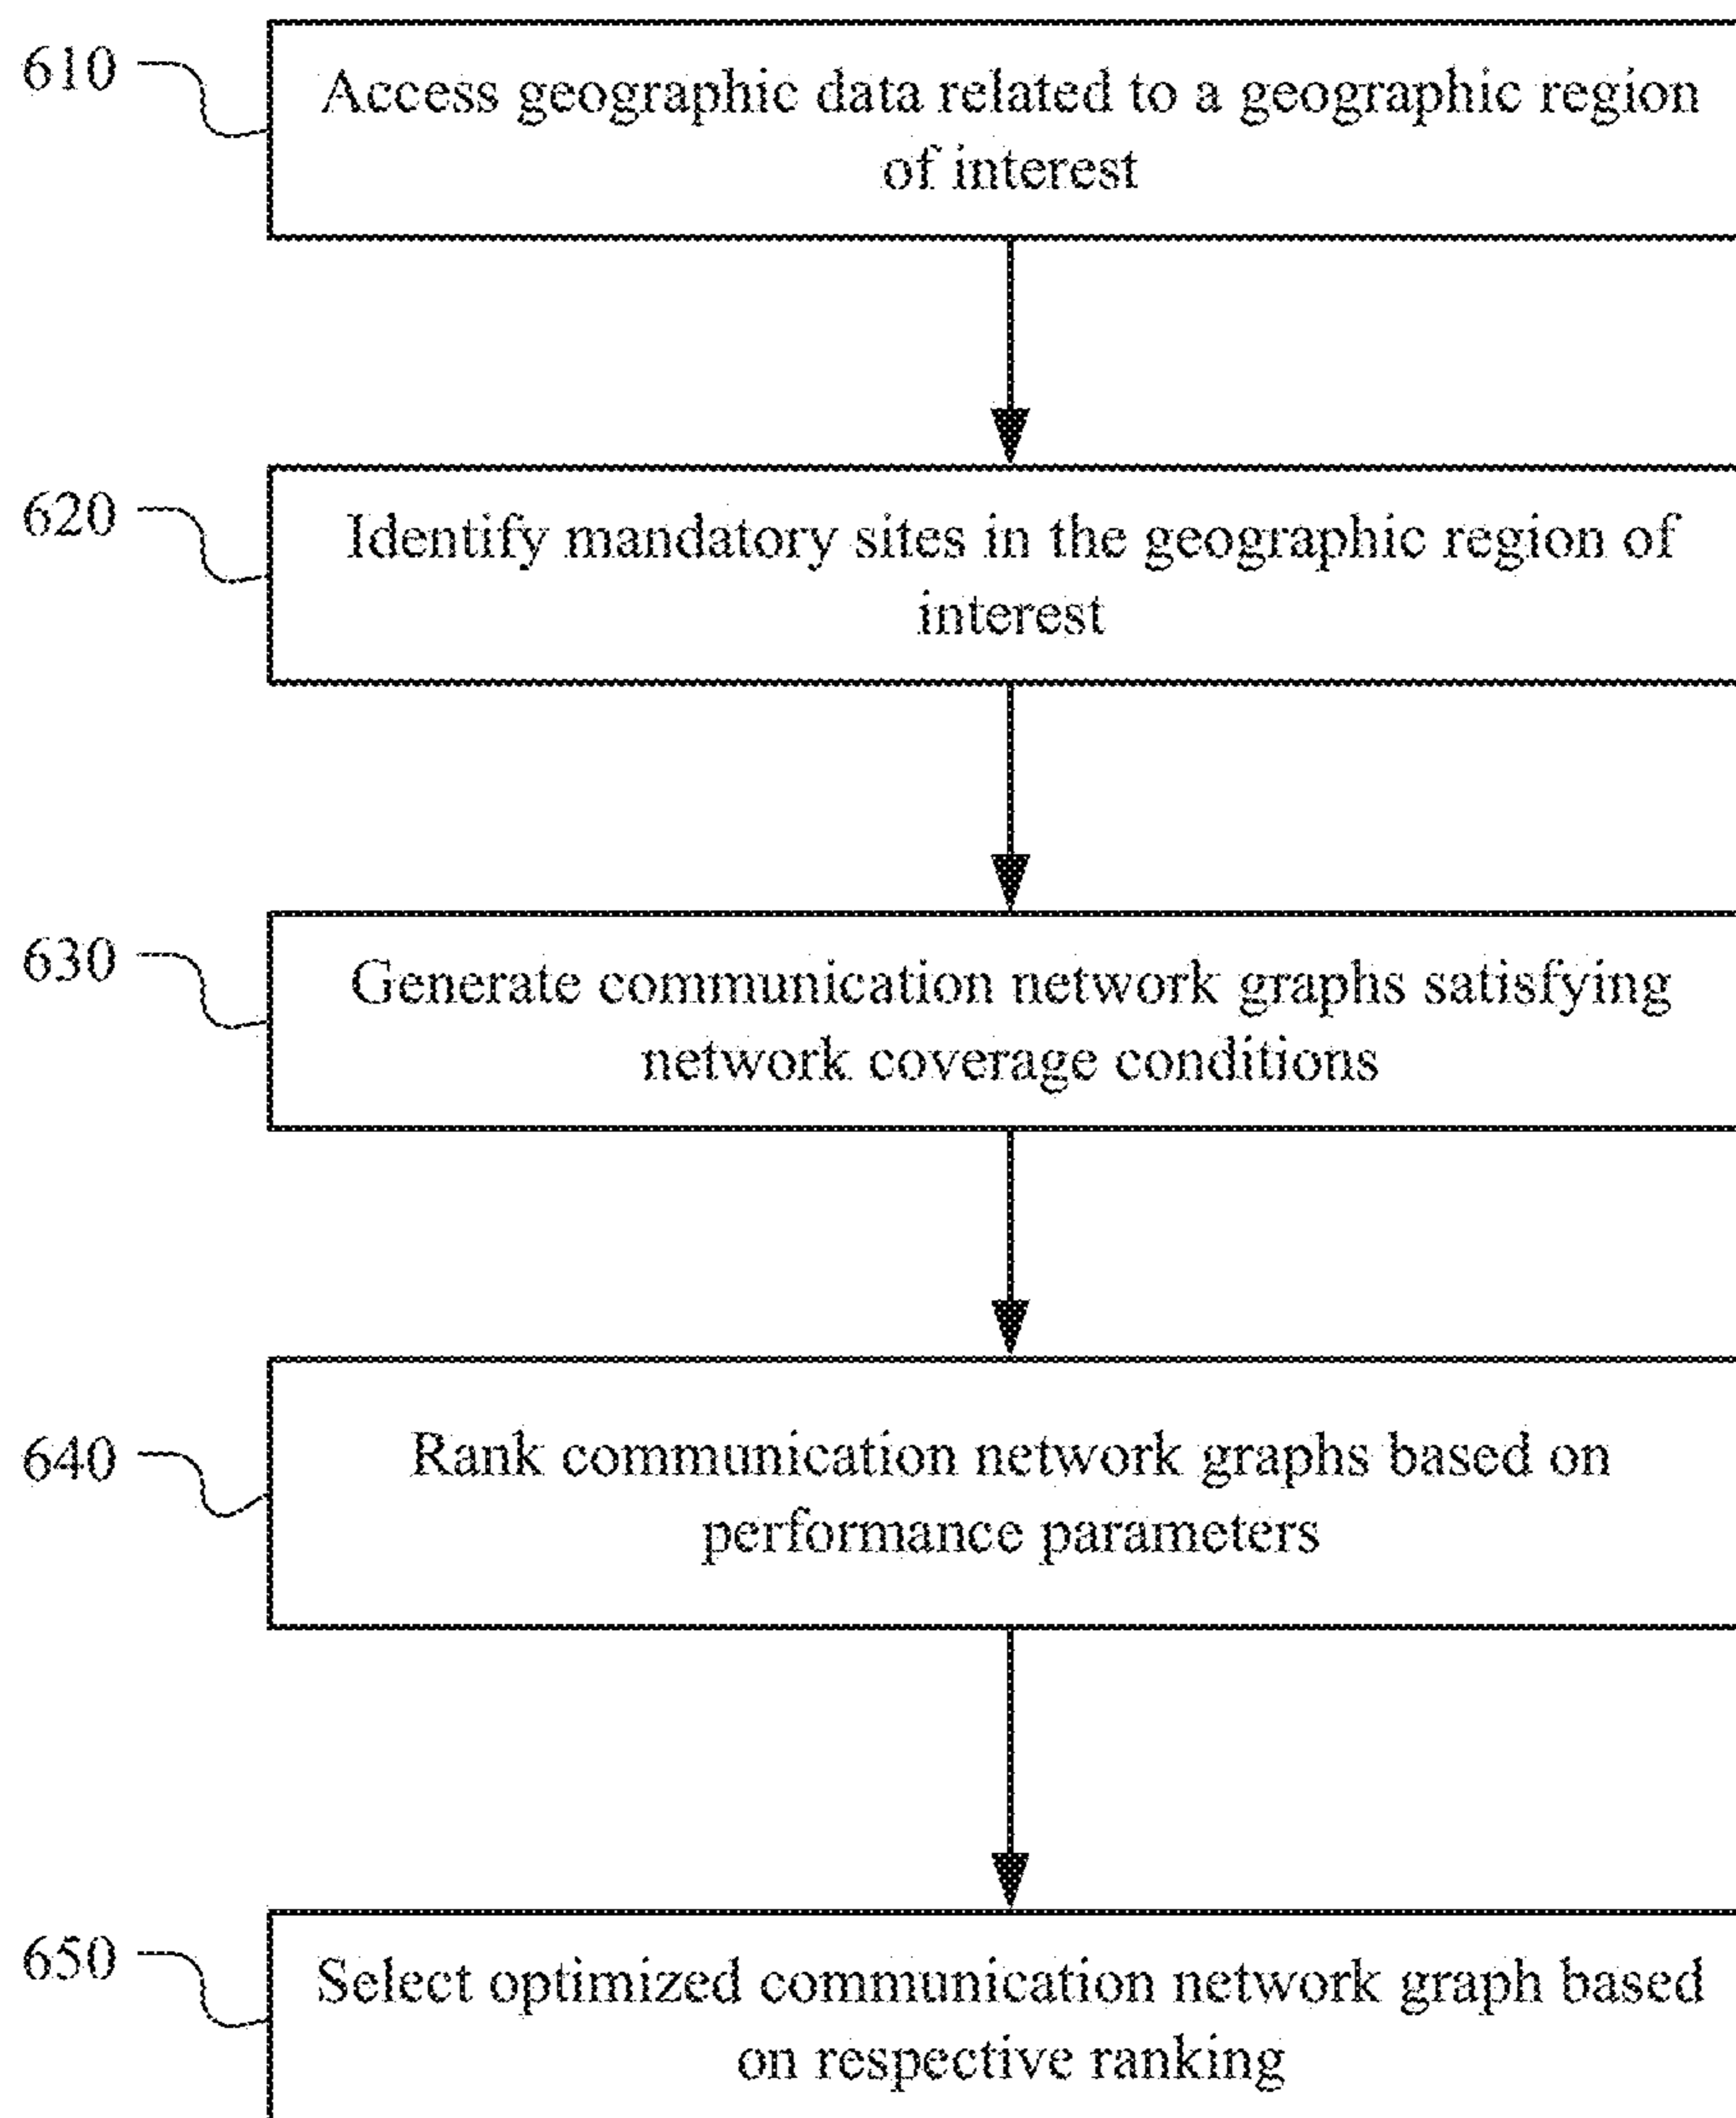 610
Access geographic data related to a geographic region
of interest
620
Identify mandatory sites in the geographic region of
interest
630
Generate communication network graphs satisfying
network coverage conditions
640
Rank communication network graphs based on
performance parameters
650
Select optimized communication network graph based
on respective ranking